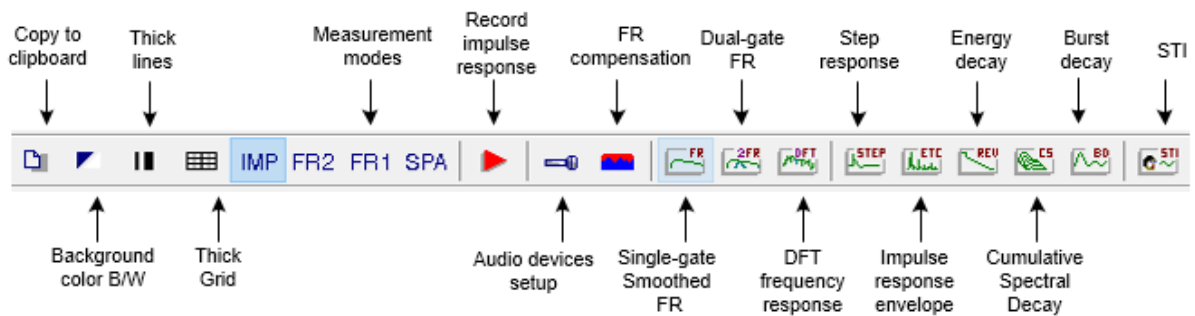 Copy to
clipboard
Thick
lines
Measurement
modes
Record
impulse
response
FR
compensation
Dual-gate
FR
Step
response
Energy
decay
Burst
decay
STI
IMP FR2 FR1 SPA FR 2FR DFT STEP ETC REV CS BD STI
Background
color B/W
Thick
Grid
Audio devices
setup
Single-gate
Smoothed
FR
DFT
frequency
response
Impulse
response
envelope
Cumulative
Spectral
Decay